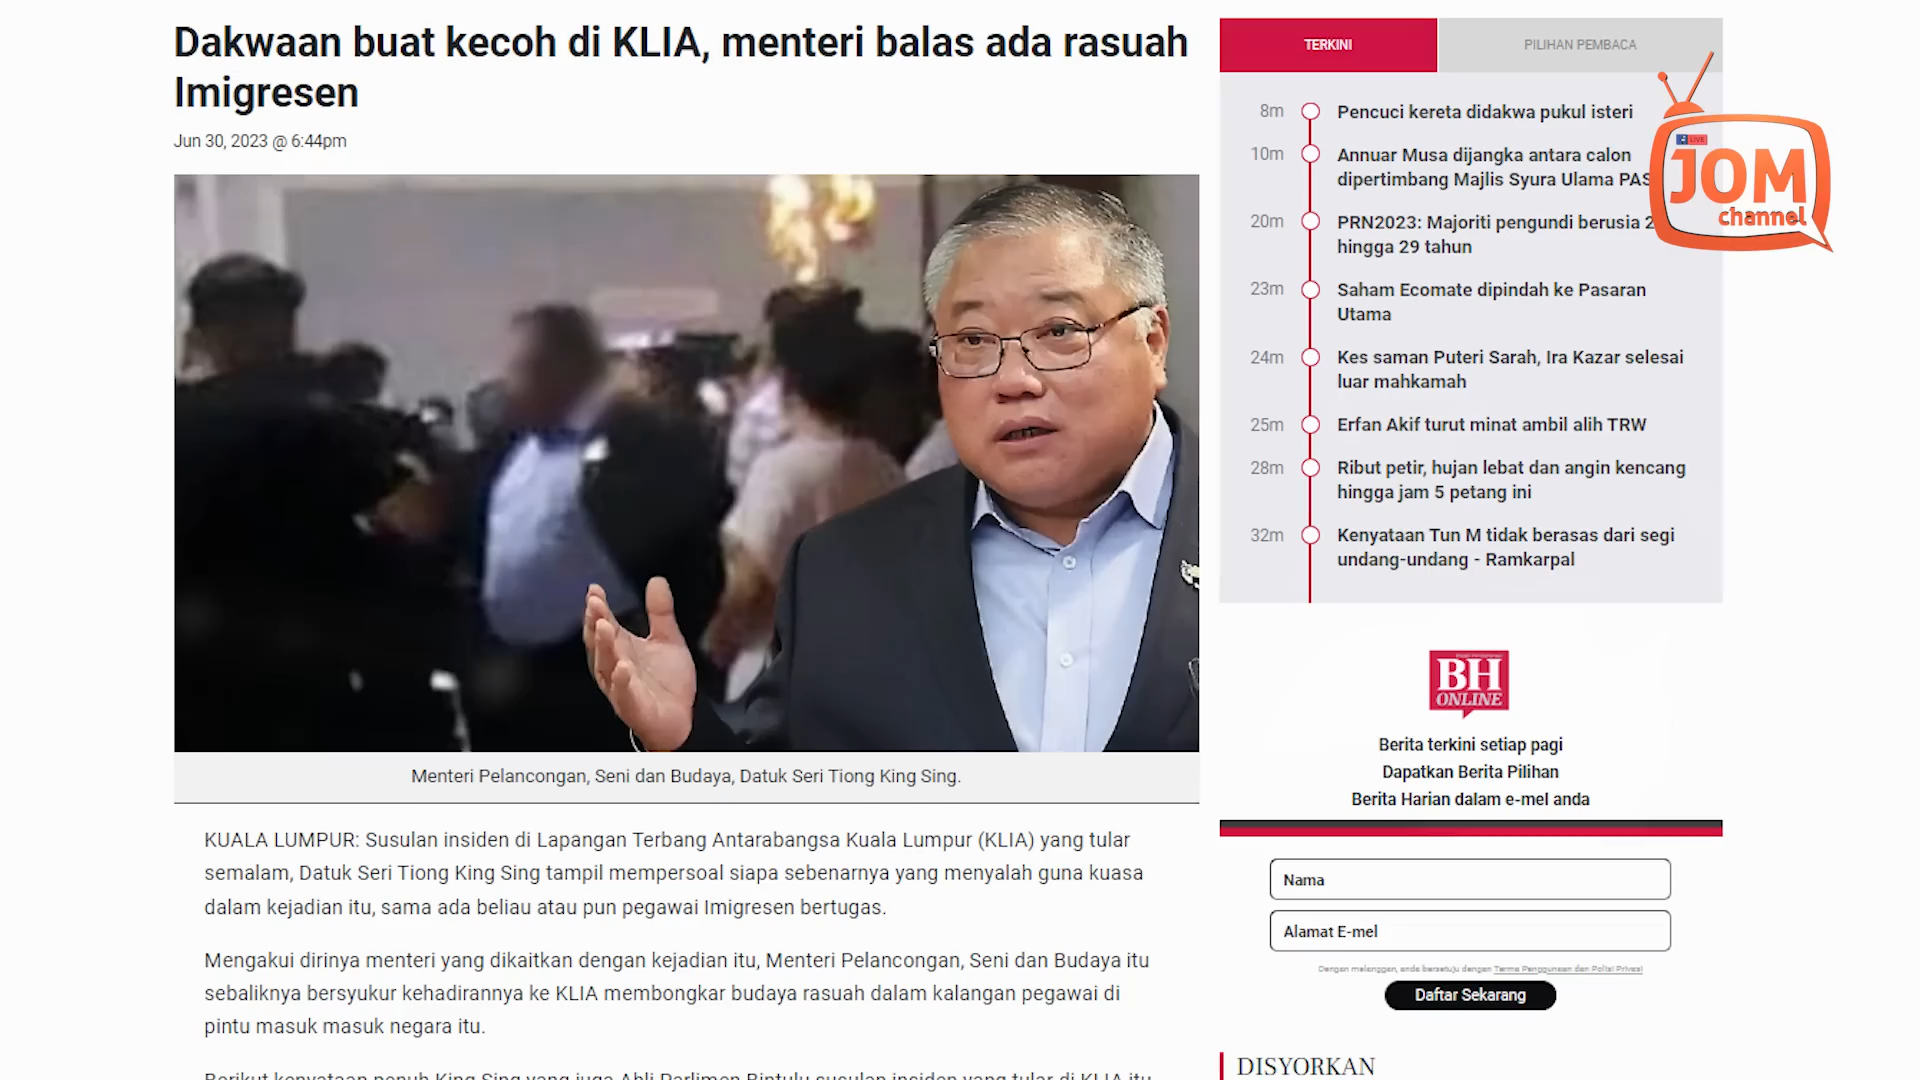 Dakwaan buat kecoh di KLIA, menteri balas ada rasuah
Imigresen
Jun 30, 2023 @ 6:44pm
Menteri Pelancongan, Seni dan Budaya, Datuk Seri Tiong King Sing.
KUALA LUMPUR: Susulan insiden di Lapangan Terbang Antarabangsa Kuala Lumpur (KLIA) yang tular
semalam, Datuk Seri Tiong King Sing tampil mempersoal siapa sebenarnya yang menyalah guna kuasa
dalam kejadian itu, sama ada beliau atau pun pegawai Imigresen bertugas.
Mengakui dirinya menteri yang dikaitkan dengan kejadian itu, Menteri Pelancongan, Seni dan Budaya itu
sebaliknya bersyukur kehadirannya ke KLIA membongkar budaya rasuah dalam kalangan pegawai di
pintu masuk masuk negara itu.
Berikut kenyataan penuh King Sing yang juga Ahli Parlimen Bintulu susulan insiden yang tular di KLIA itu
TERKINI
PILIHAN PEMBACA
8m Pencuci kereta didakwa pukul isteri
10m Annuar Musa dijangka antara calon
dipertimbang Majlis Syura Ulama PAS
20m PRN2023: Majoriti pengundi berusia 2
hingga 29 tahun
23m Saham Ecomate dipindah ke Pasaran
Utama
24m Kes saman Puteri Sarah, Ira Kazar selesai
luar mahkamah
25m Erfan Akif turut minat ambil alih TRW
28m Ribut petir, hujan lebat dan angin kencang
hingga jam 5 petang ini
32m Kenyataan Tun M tidak berasas dari segi
undang-undang - Ramkarpal
LIVE
JOM
channel
BH
ONLINE
Berita terkini setiap pagi
Dapatkan Berita Pilihan
Berita Harian dalam e-mel anda
Nama
Alamat E-mel
Dengan melanggan, anda bersetuju dengan Terma Penggunaan dan Polisi Privasi
Daftar Sekarang
DISYORKAN